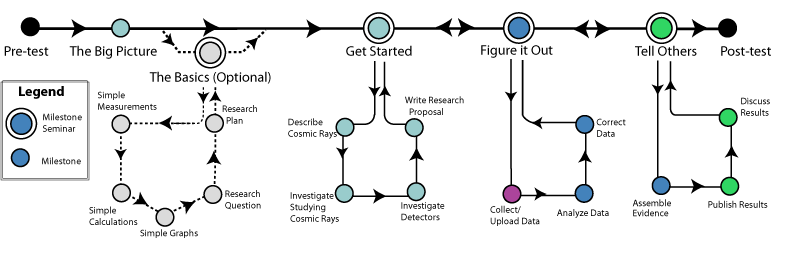 Pre-test
The Big Picture
The Basics (Optional)
Get Started
Figure it Out
Tell Others
Post-test
Legend
Milestone
Seminar
Milestone
Simple
Measurements
Research
Plan
Simple
Calculations
Simple Graphs
Research
Question
Describe
Cosmic Rays
Write Research
Proposal
Investigate
Studying
Cosmic Rays
Investigate
Detectors
Correct
Data
Collect/
Upload Data
Analyze Data
Discuss
Results
Assemble
Evidence
Publish Results